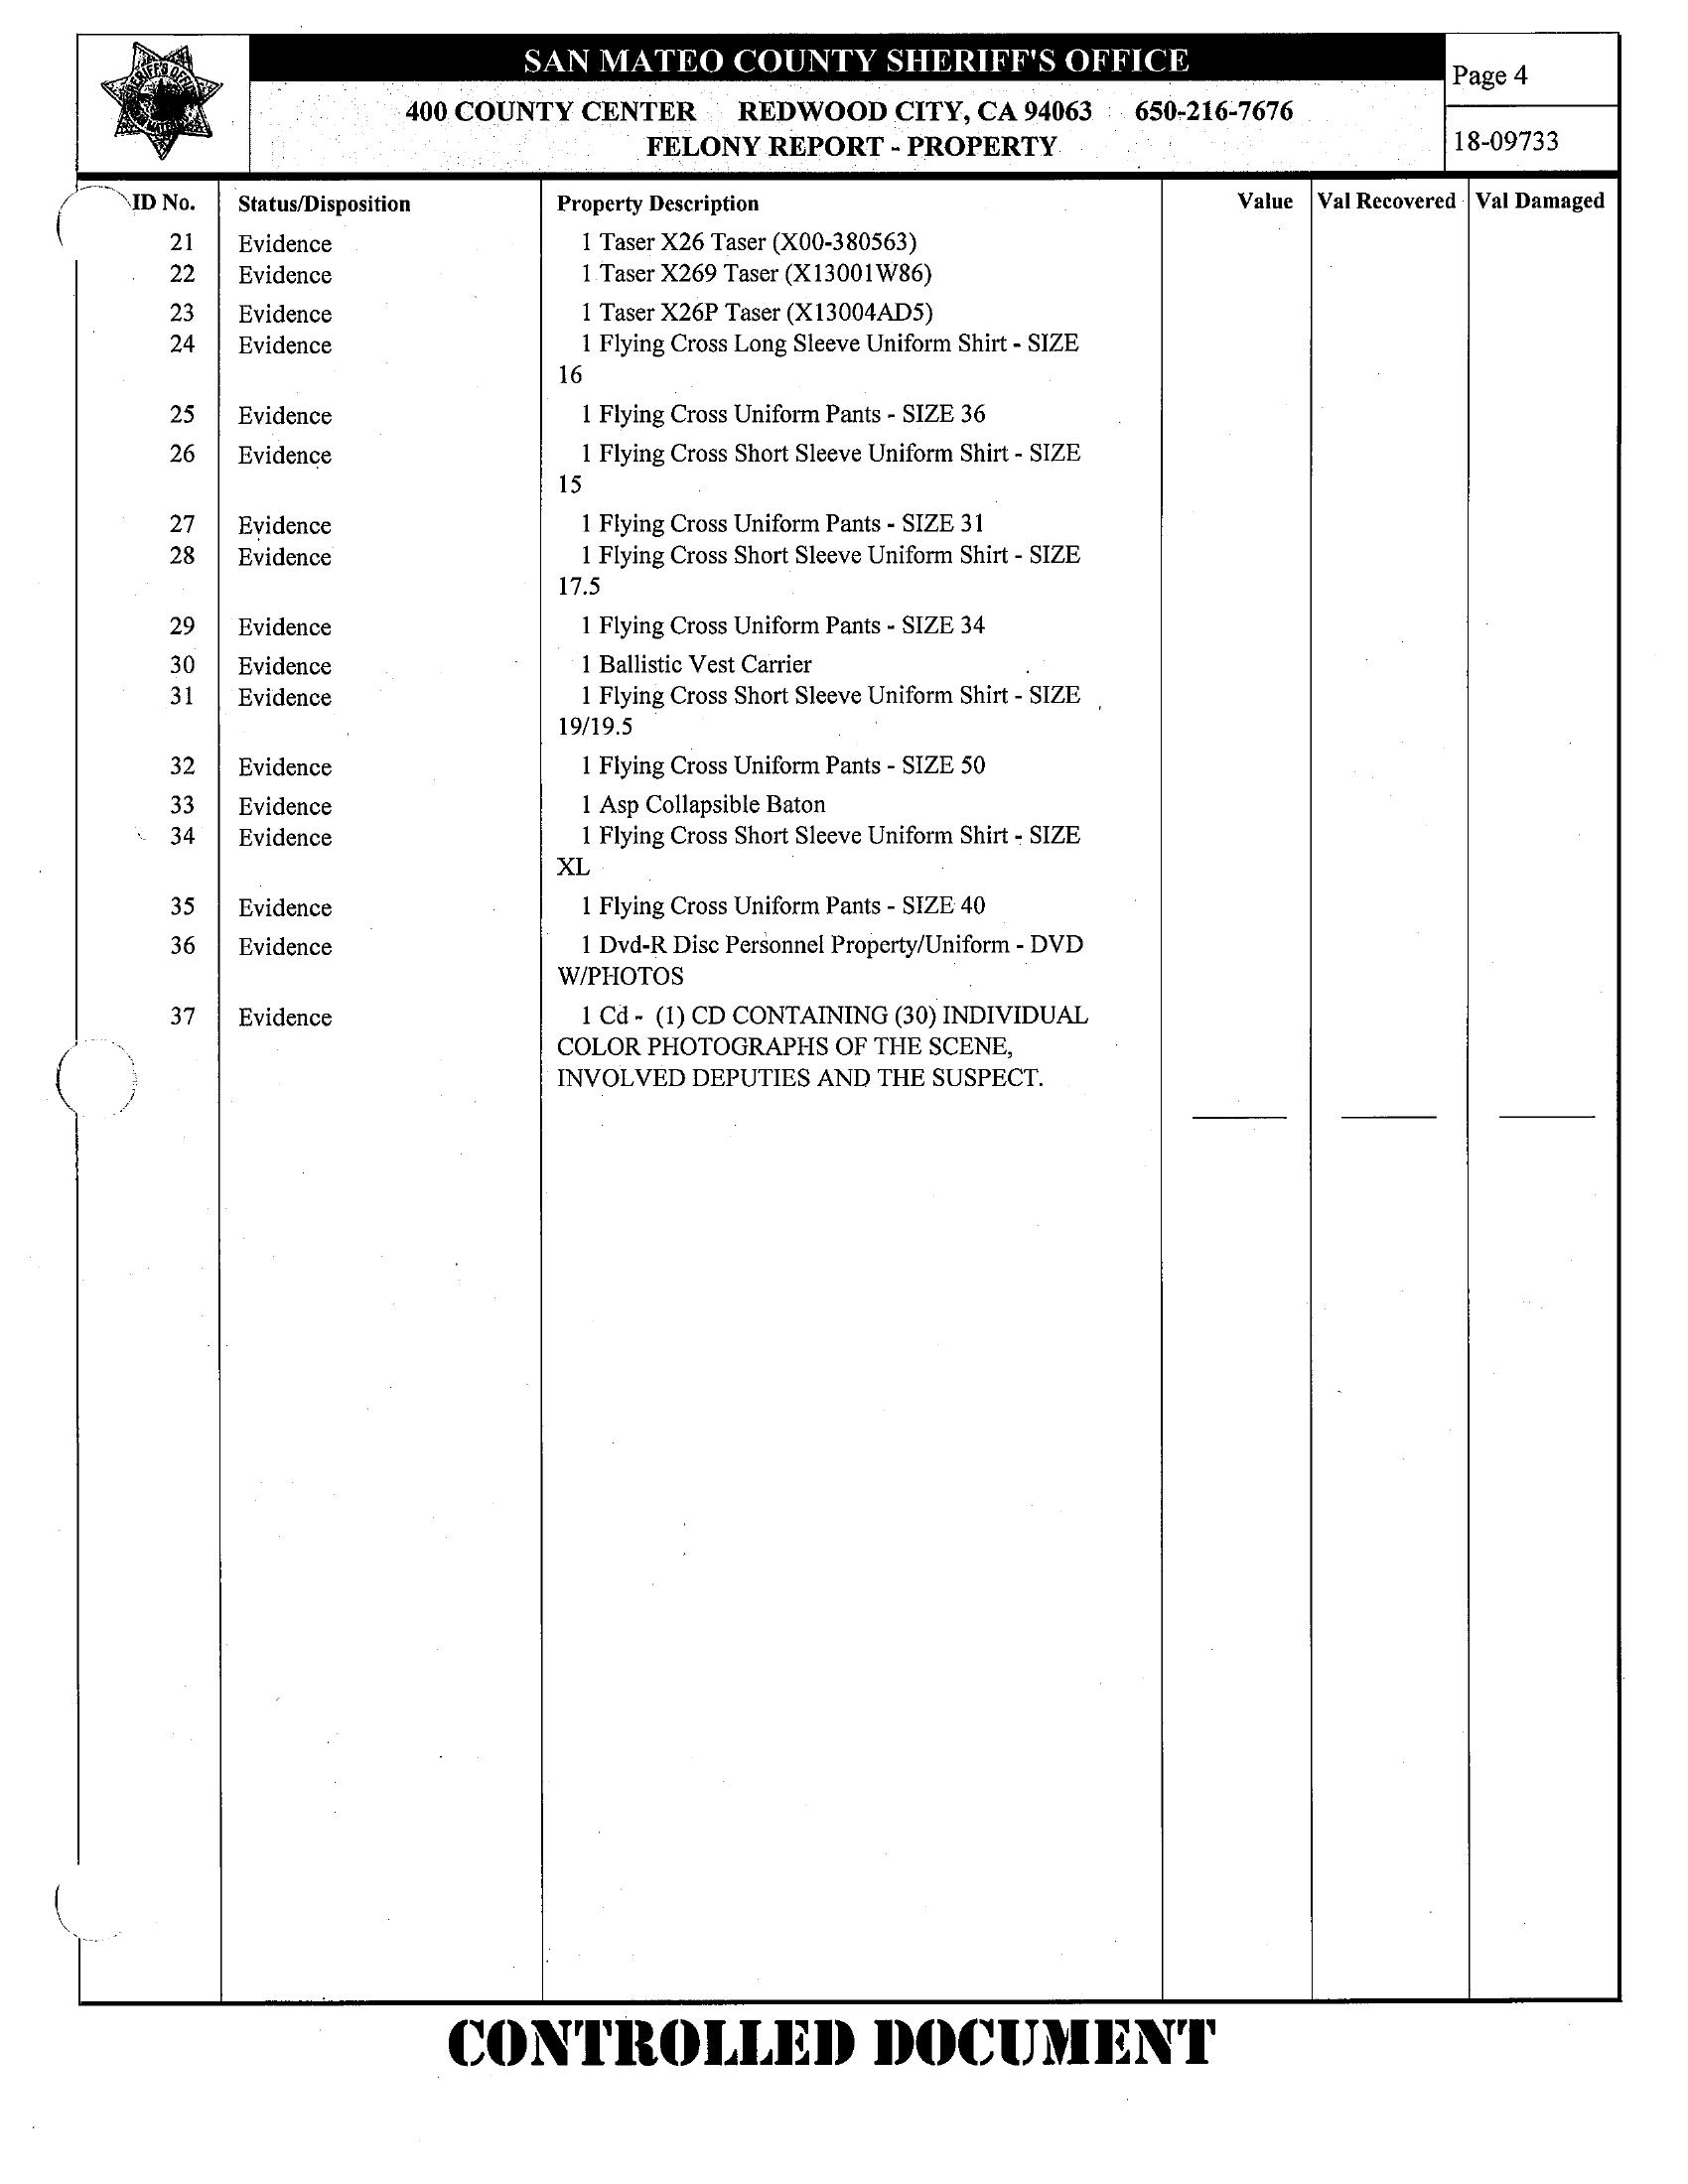 SAN MATEO COUNTY SHERIFF'S OFFICE
400 COUNTY CENTER REDWOOD CITY, CA 94063 650-216-7676
FELONY REPORT - PROPERTY
Page 4
18-09733
ID No. Status/Disposition Property Description Value Val Recovered Val Damaged
21 Evidence 1 Taser X26 Taser (X00-380563)
22 Evidence 1 Taser X269 Taser (X13001W86)
23 Evidence 1 Taser X26P Taser (X13004AD5)
24 Evidence 1 Flying Cross Long Sleeve Uniform Shirt - SIZE
16
25 Evidence 1 Flying Cross Uniform Pants - SIZE 36
26 Evidence 1 Flying Cross Short Sleeve Uniform Shirt - SIZE
15
27 Evidence 1 Flying Cross Uniform Pants - SIZE 31
28 Evidence 1 Flying Cross Short Sleeve Uniform Shirt - SIZE
17.5
29 Evidence 1 Flying Cross Uniform Pants - SIZE 34
30 Evidence 1 Ballistic Vest Carrier
31 Evidence 1 Flying Cross Short Sleeve Uniform Shirt - SIZE
19/19.5
32 Evidence 1 Flying Cross Uniform Pants - SIZE 50
33 Evidence 1 Asp Collapsible Baton
34 Evidence 1 Flying Cross Short Sleeve Uniform Shirt - SIZE
XL
35 Evidence 1 Flying Cross Uniform Pants - SIZE 40
36 Evidence 1 Dvd-R Disc Personnel Property/Uniform - DVD
W/PHOTOS
37 Evidence 1 Cd - (1) CD CONTAINING (30) INDIVIDUAL
COLOR PHOTOGRAPHS OF THE SCENE,
INVOLVED DEPUTIES AND THE SUSPECT.
CONTROLLED DOCUMENT